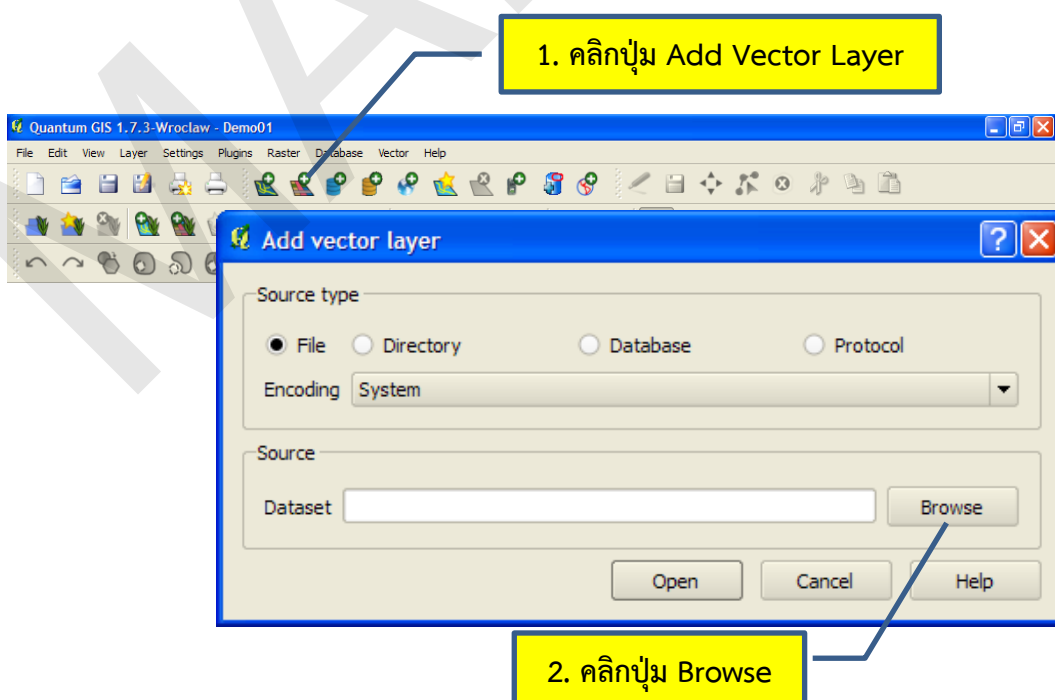 1. คลิกปุ่ม Add Vector Layer
Quantum GIS 1.7.3-Wroclaw - Demo01
File Edit View Layer Settings Plugins Raster Database Vector Help
Add vector layer
Source type
File Directory Database Protocol
Encoding System
Source
Dataset Browse
Open Cancel Help
2. คลิกปุ่ม Browse